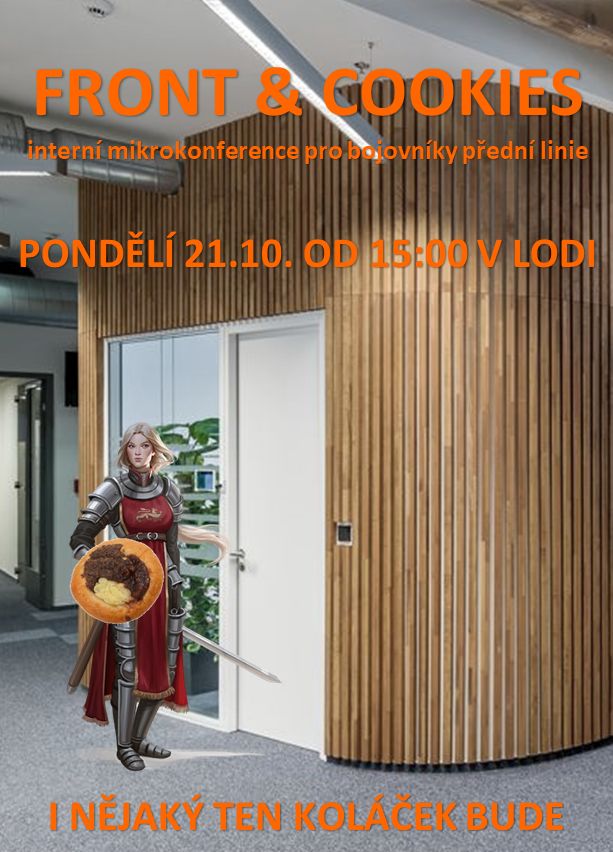 FRONT & COOKIES
interní mikrokonference pro bojovníky přední linie
PONDĚLÍ 21.10. OD 15:00 V LODI
I NĚJAKÝ TEN KOLÁČEK BUDE